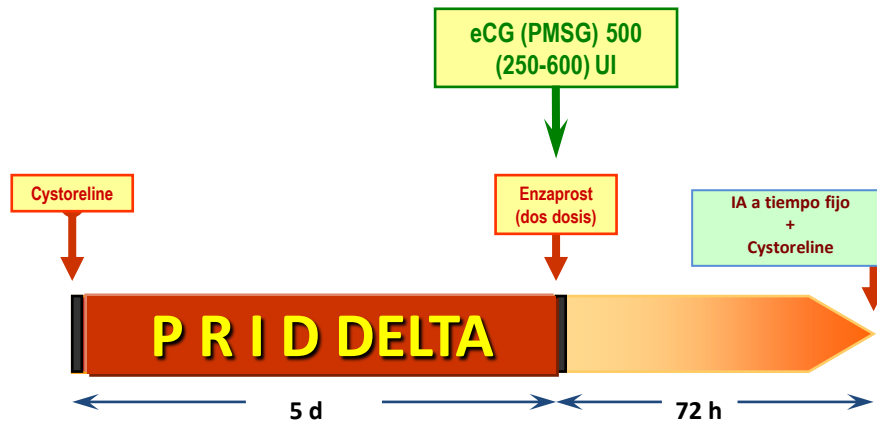 eCG (PMSG) 500
(250-600) UI
Cystoreline
Enzaprost
(dos dosis)
IA a tiempo fijo
+
Cystoreline
P R I D DELTA
5 d
72 h